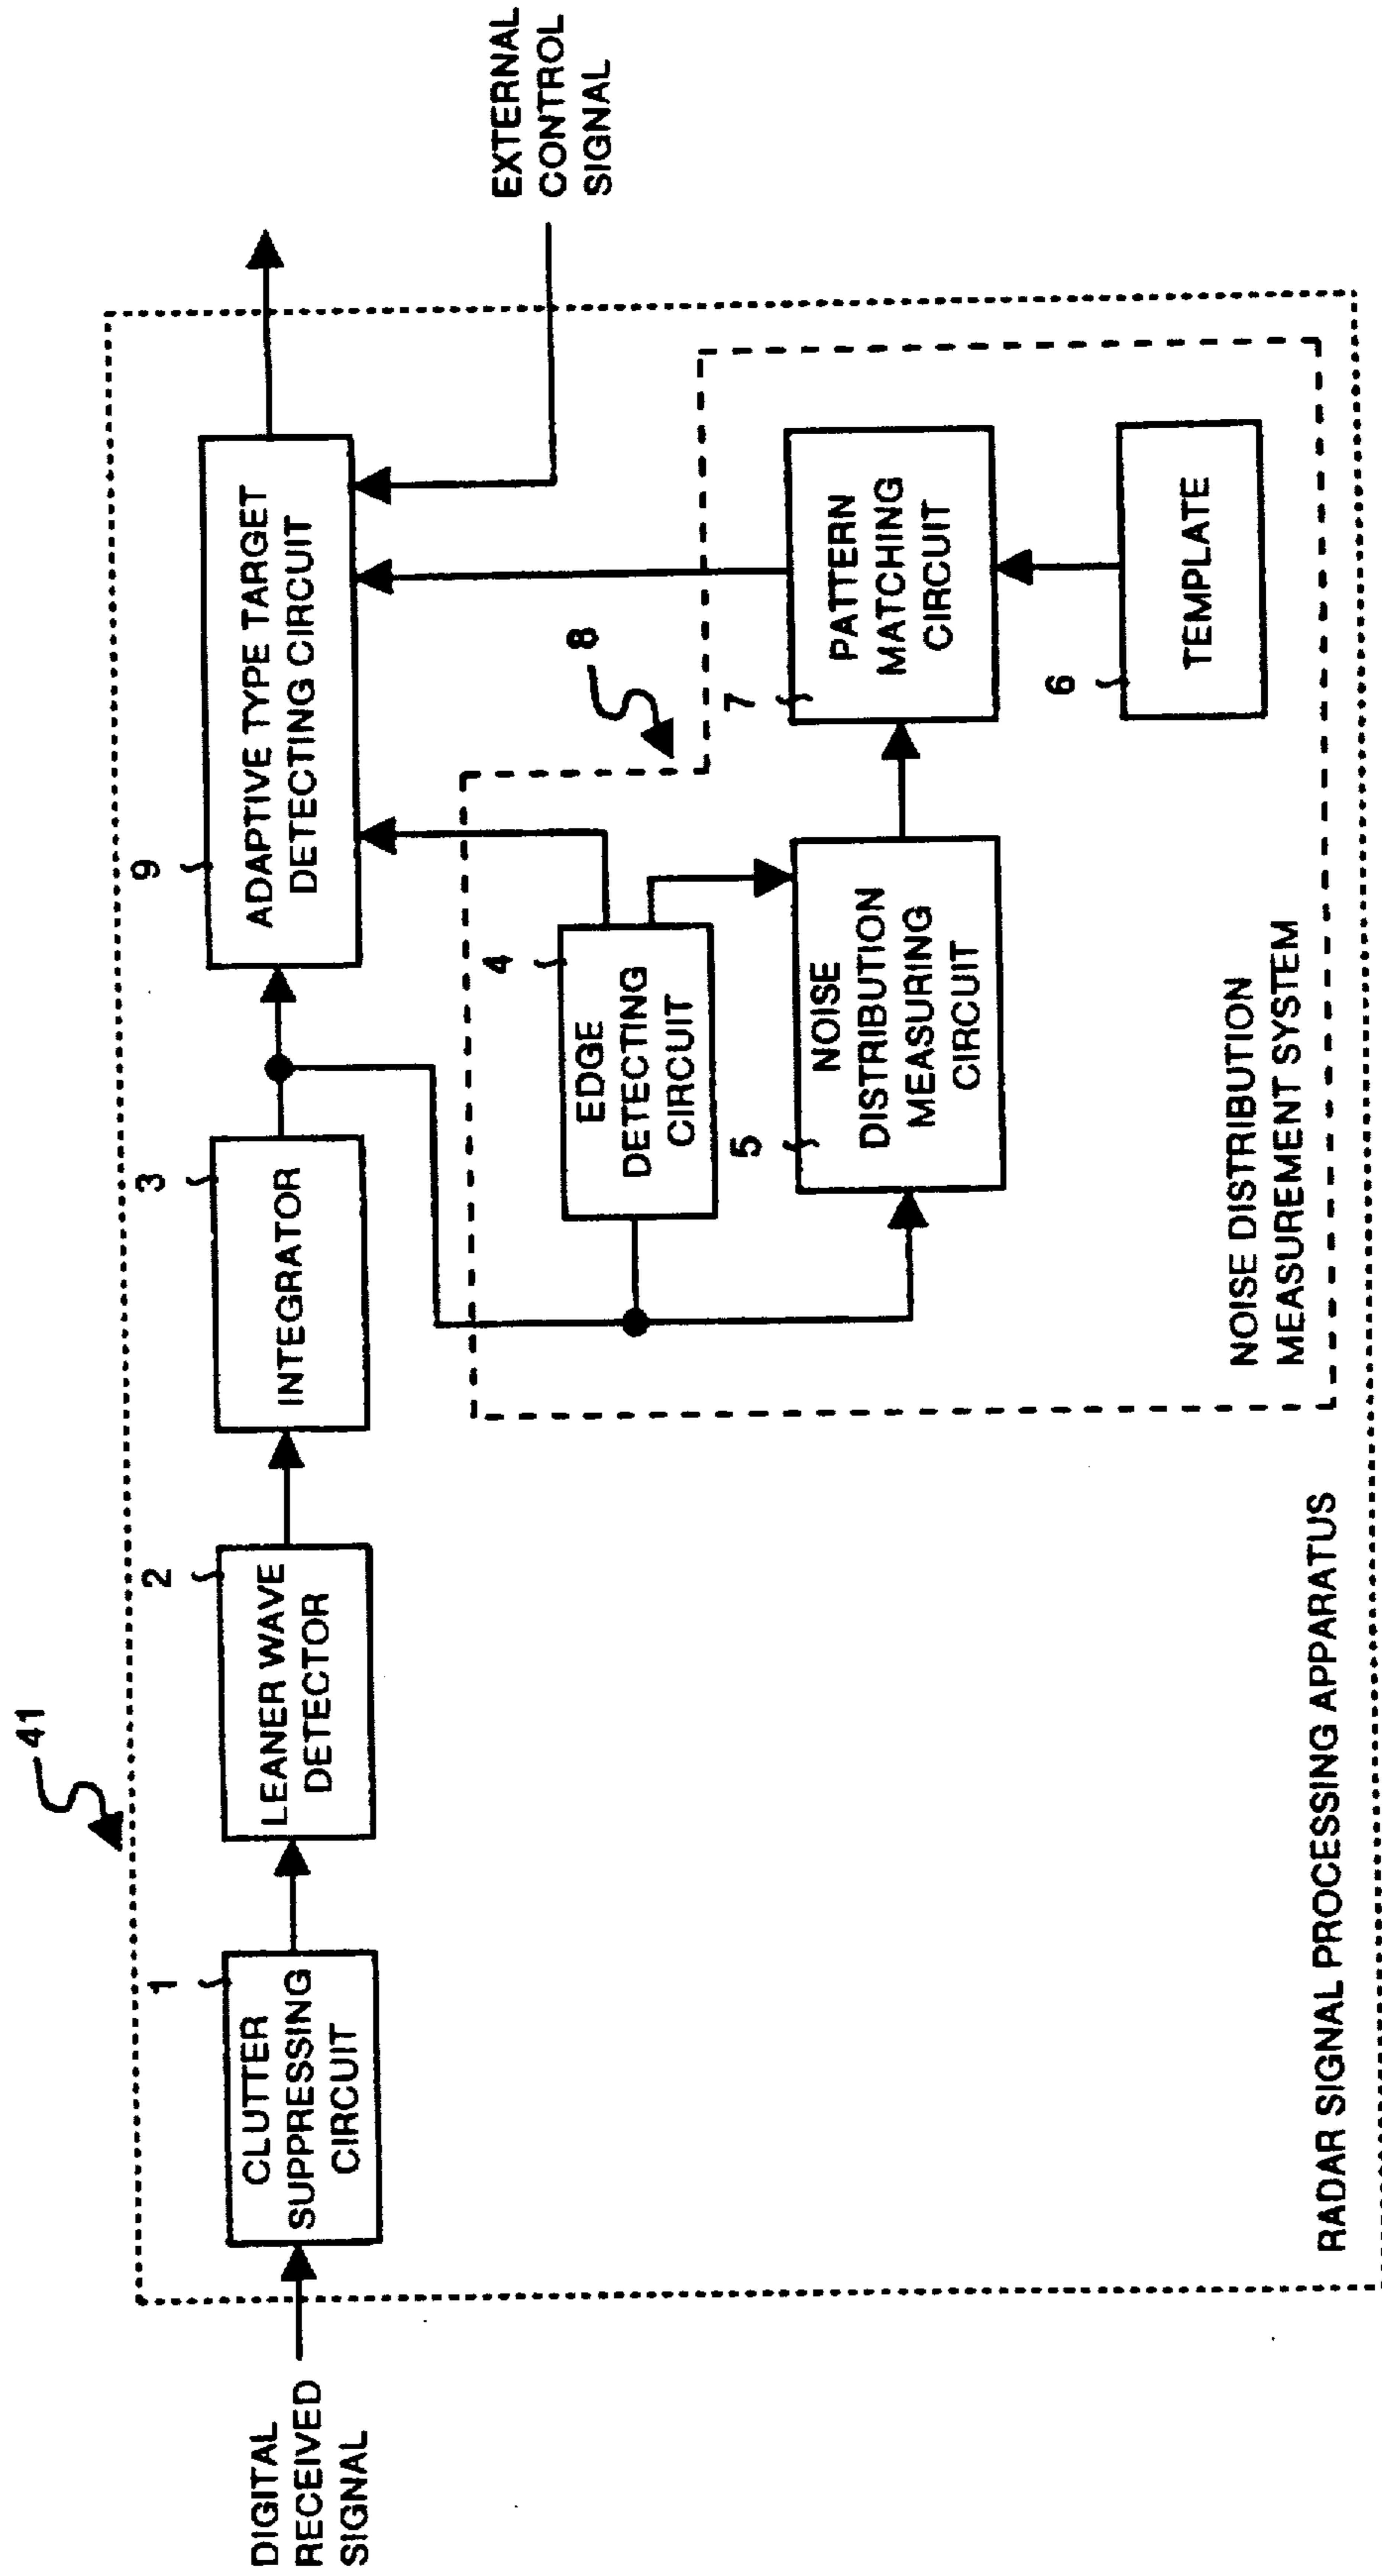 41
DIGITAL
RECEIVED
SIGNAL
1
CLUTTER
SUPPRESSING
CIRCUIT
2
LEANER WAVE
DETECTOR
3
INTEGRATOR
9
ADAPTIVE TYPE TARGET
DETECTING CIRCUIT
EXTERNAL
CONTROL
SIGNAL
8
4
EDGE
DETECTING
CIRCUIT
5
NOISE
DISTRIBUTION
MEASURING
CIRCUIT
7
PATTERN
MATCHING
CIRCUIT
6
TEMPLATE
NOISE DISTRIBUTION
MEASUREMENT SYSTEM
RADAR SIGNAL PROCESSING APPARATUS